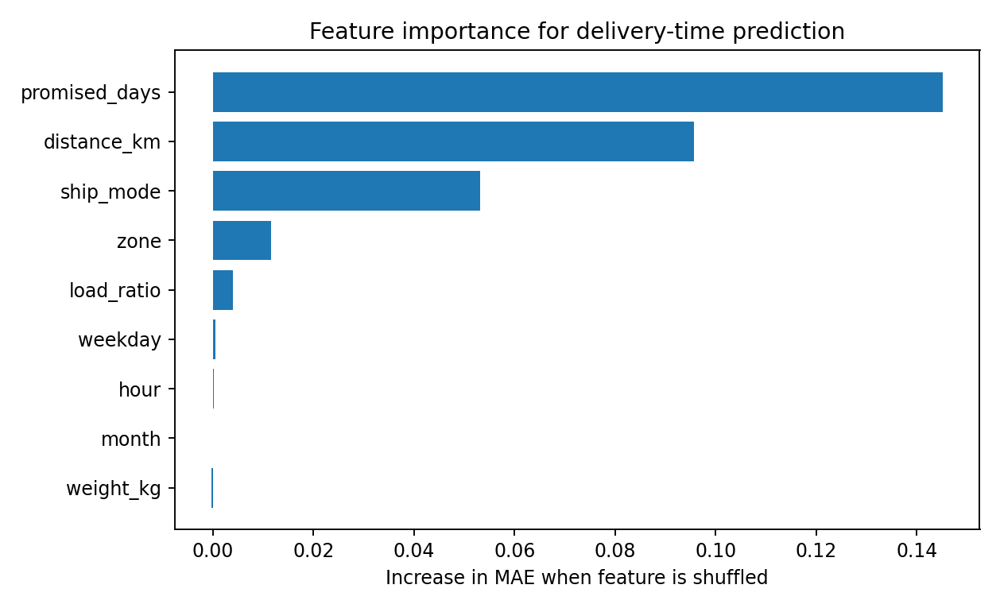 Feature importance for delivery-time prediction
promised_days
distance_km
ship_mode
zone
load_ratio
weekday
hour
month
weight_kg
0.00 0.02 0.04 0.06 0.08 0.10 0.12 0.14
Increase in MAE when feature is shuffled